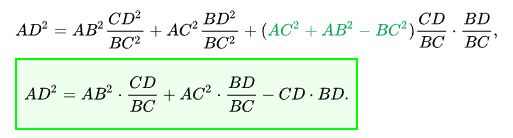 AD² = AB² CD²/BC² + AC² BD²/BC² + (AC² + AB² − BC²) CD/BC · BD/BC,
AD² = AB² · CD/BC + AC² · BD/BC − CD · BD.